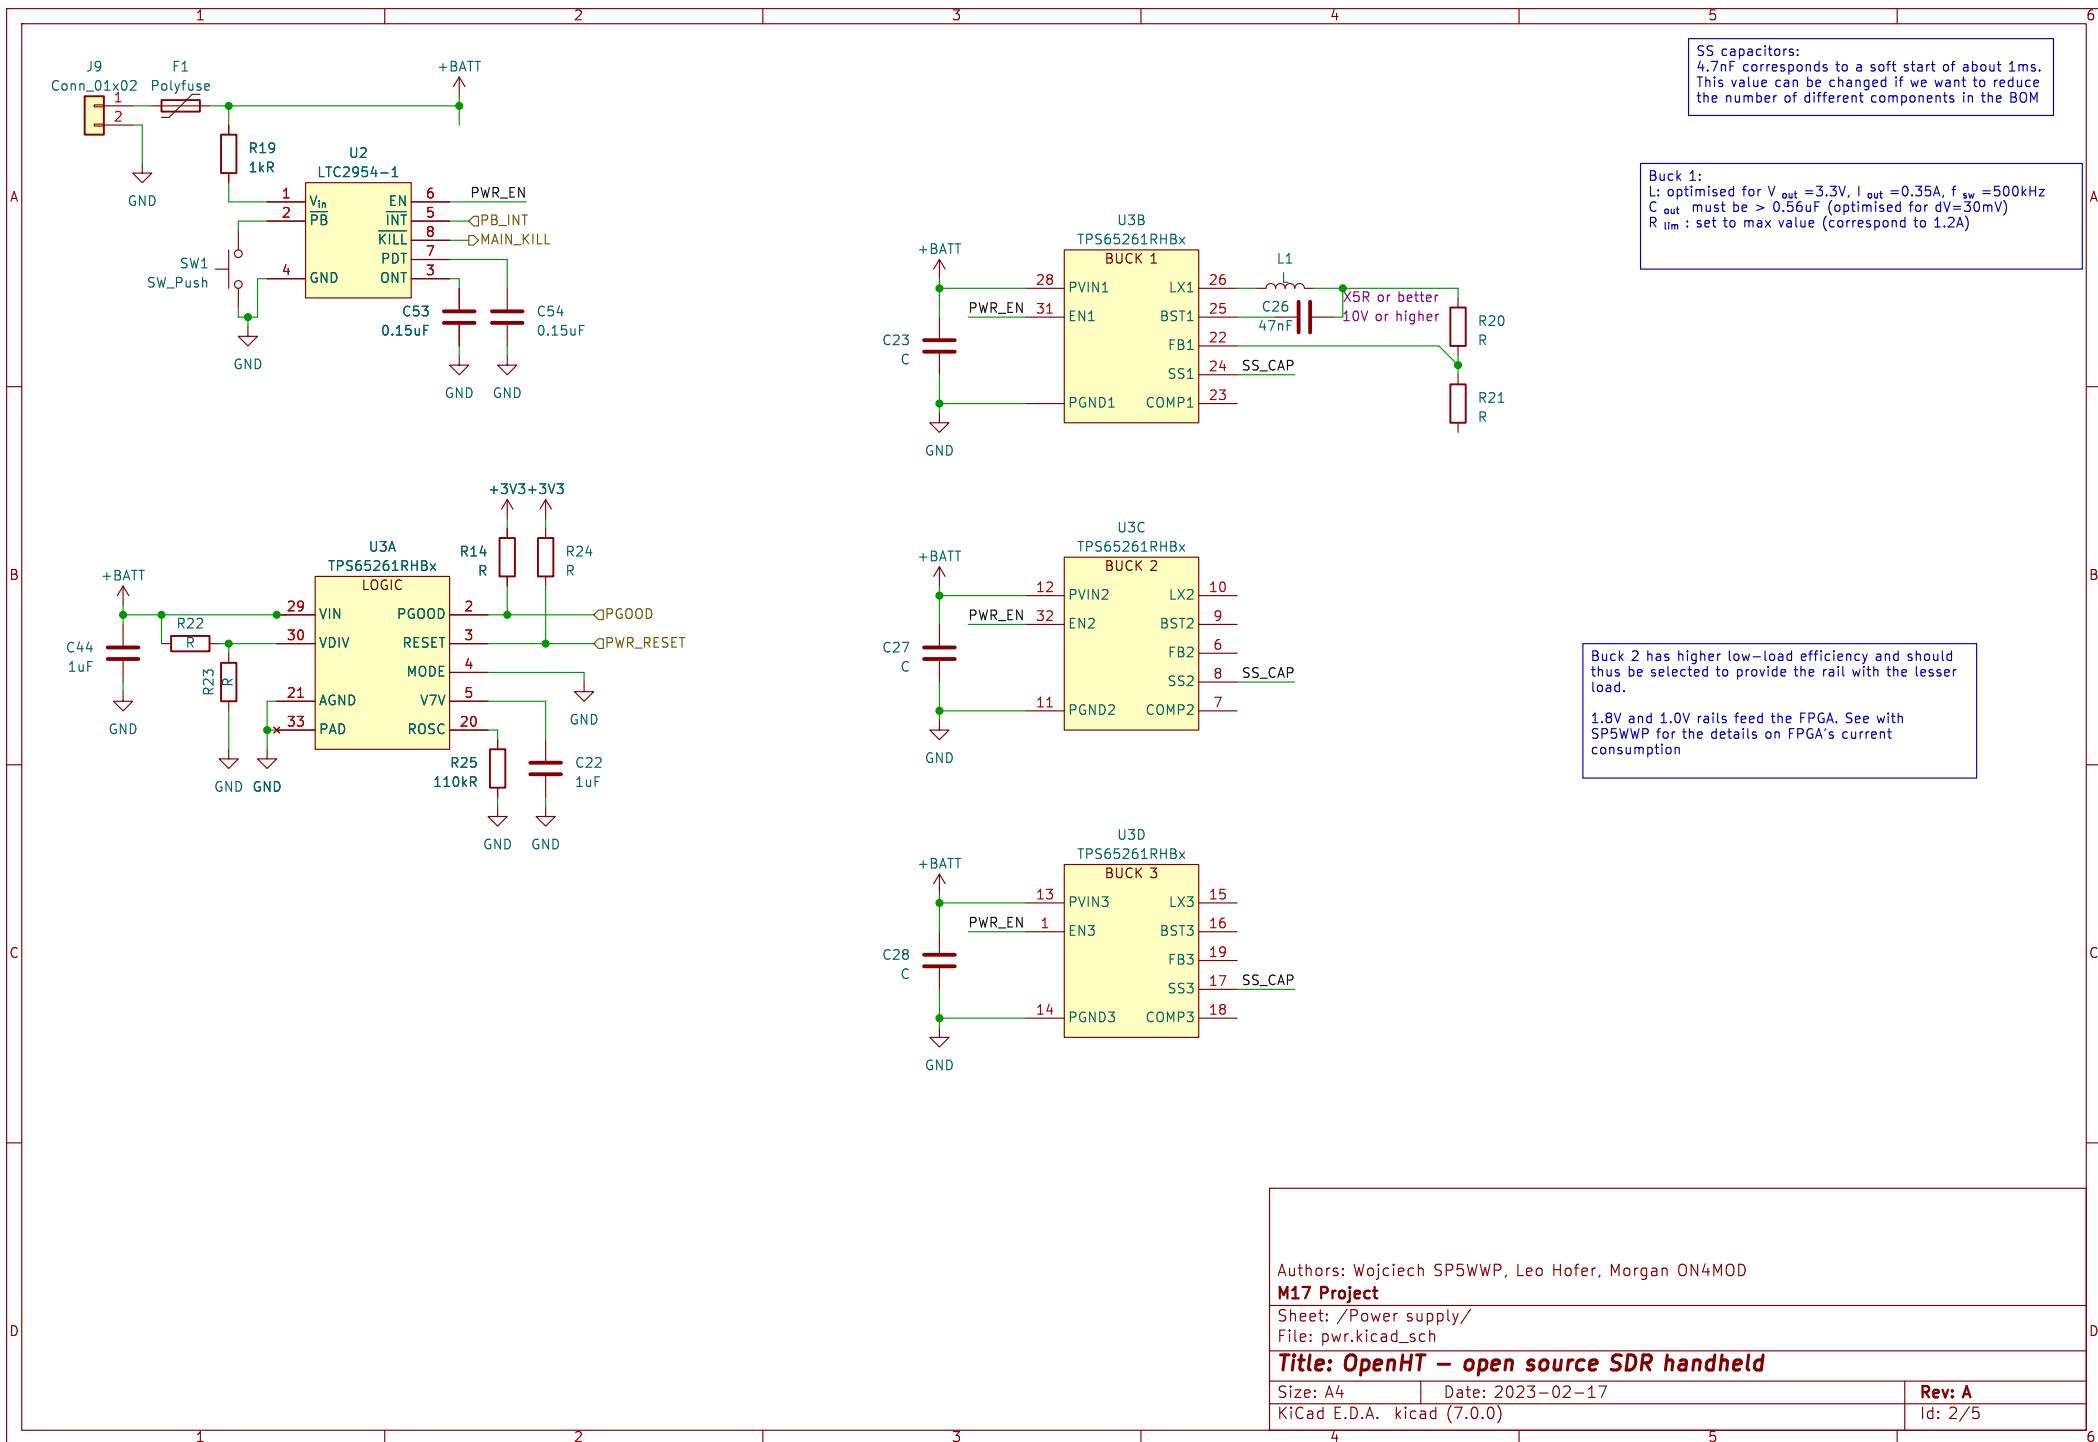 1 2 3 4 5 6
A
B
C
D
J9
Conn_01x02
1
2
GND
F1
Polyfuse
+BATT
R19
1kR
U2
LTC2954-1
1 Vin
2 PB
4 GND
EN 6 PWR_EN
INT 5 PB_INT
KILL 8 MAIN_KILL
PDT 7
ONT 3
SW1
SW_Push
GND
C53
0.15uF
GND
C54
0.15uF
GND
+3V3 +3V3
R14
R
R24
R
U3A
TPS65261RHBx
LOGIC
+BATT
C44
1uF
GND
R22
R
R23
R
GND GND
29 VIN
30 VDIV
21 AGND
33 PAD
PGOOD 2 PGOOD
RESET 3 PWR_RESET
MODE 4
V7V 5
ROSC 20
GND
R25
110kR
GND
C22
1uF
GND
U3B
TPS65261RHBx
BUCK 1
+BATT
28 PVIN1
PWR_EN 31 EN1
C23
C
PGND1
GND
LX1 26
BST1 25
FB1 22
SS1 24 SS_CAP
COMP1 23
L1
L
C26
47nF
X5R or better
10V or higher
R20
R
R21
R
U3C
TPS65261RHBx
BUCK 2
+BATT
12 PVIN2
PWR_EN 32 EN2
C27
C
11 PGND2
GND
LX2 10
BST2 9
FB2 6
SS2 8 SS_CAP
COMP2 7
U3D
TPS65261RHBx
BUCK 3
+BATT
13 PVIN3
PWR_EN 1 EN3
C28
C
14 PGND3
GND
LX3 15
BST3 16
FB3 19
SS3 17 SS_CAP
COMP3 18
SS capacitors:
4.7nF corresponds to a soft start of about 1ms.
This value can be changed if we want to reduce
the number of different components in the BOM
Buck 1:
L: optimised for V out =3.3V, I out =0.35A, f sw =500kHz
C out must be > 0.56uF (optimised for dV=30mV)
R lim : set to max value (correspond to 1.2A)
Buck 2 has higher low-load efficiency and should
thus be selected to provide the rail with the lesser
load.
1.8V and 1.0V rails feed the FPGA. See with
SP5WWP for the details on FPGA's current
consumption
Authors: Wojciech SP5WWP, Leo Hofer, Morgan ON4MOD
M17 Project
Sheet: /Power supply/
File: pwr.kicad_sch
Title: OpenHT – open source SDR handheld
Size: A4 Date: 2023-02-17 Rev: A
KiCad E.D.A. kicad (7.0.0) Id: 2/5
A
B
C
D
1 2 3 4 5 6